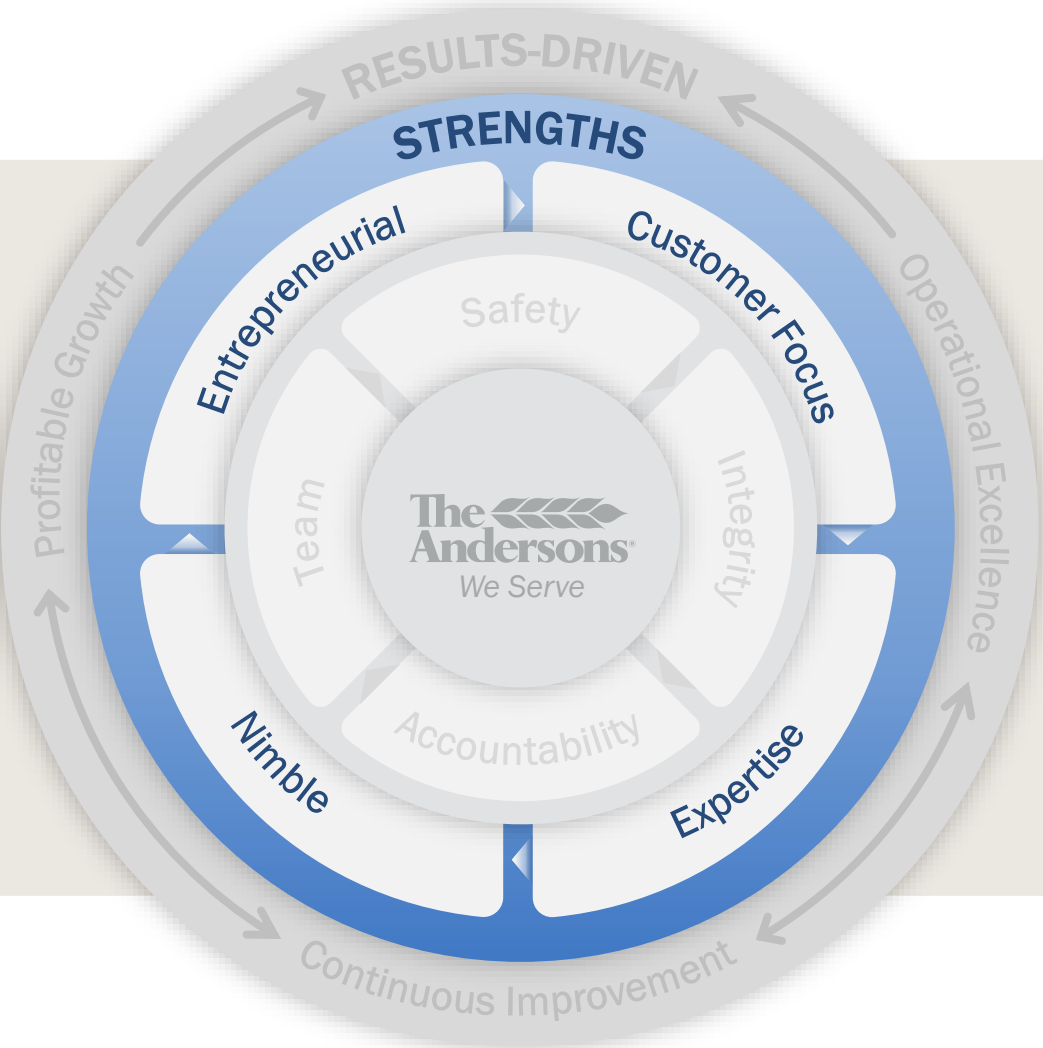 RESULTS-DRIVEN
STRENGTHS
Entrepreneurial
Customer Focus
Profitable Growth
Operational Excellence
Safety
Team
Integrity
The
Andersons®
We Serve
Accountability
Nimble
Expertise
Continuous Improvement